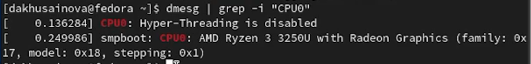 [dakhusainova@fedora ~]$ dmesg | grep -i "CPU0"
[    0.136284] CPU0: Hyper-Threading is disabled
[    0.249986] smpboot: CPU0: AMD Ryzen 3 3250U with Radeon Graphics (family: 0x
17, model: 0x18, stepping: 0x1)